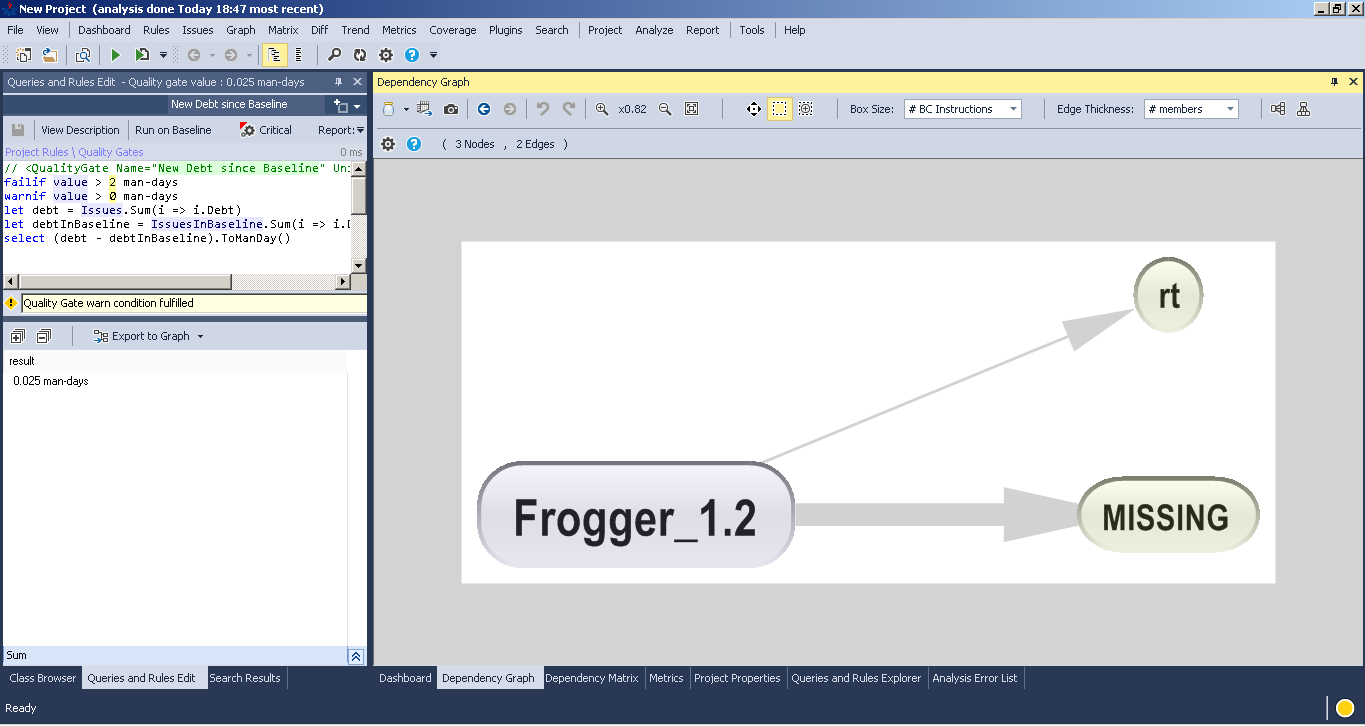 New Project (analysis done Today 18:47 most recent)
File View Dashboard Rules Issues Graph Matrix Diff Trend Metrics Coverage Plugins Search Project Analyze Report Tools Help
Queries and Rules Edit - Quality gate value : 0.025 man-days
New Debt since Baseline
View Description Run on Baseline Critical Report:
Project Rules \ Quality Gates 0 ms
// <QualityGate Name="New Debt since Baseline" Uni
failif value > 2 man-days
warnif value > 0 man-days
let debt = Issues.Sum(i => i.Debt)
let debtInBaseline = IssuesInBaseline.Sum(i => i.D
select (debt - debtInBaseline).ToManDay()
Quality Gate warn condition fulfilled
Export to Graph
result
0.025 man-days
Sum
Class Browser Queries and Rules Edit Search Results
Dependency Graph
x0.82 Box Size: # BC Instructions Edge Thickness: # members
( 3 Nodes , 2 Edges )
rt
Frogger_1.2
MISSING
Dashboard Dependency Graph Dependency Matrix Metrics Project Properties Queries and Rules Explorer Analysis Error List
Ready